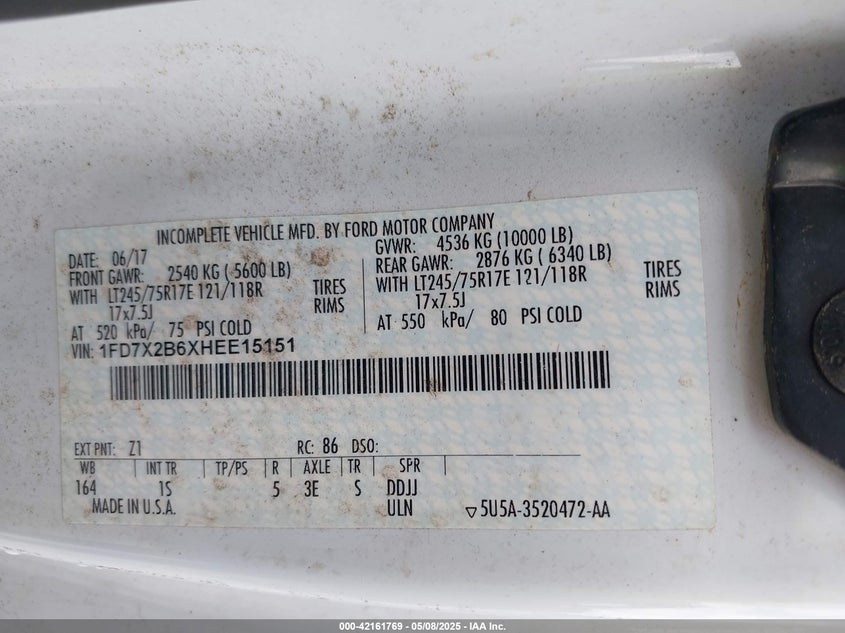 INCOMPLETE VEHICLE MFD. BY FORD MOTOR COMPANY
DATE: 06/17
FRONT GAWR: 2540 KG ( 5600 LB)
WITH LT245/75R17E 121/118R TIRES
17x7.5J RIMS
AT 520 kPa/ 75 PSI COLD
GVWR: 4536 KG (10000 LB)
REAR GAWR: 2876 KG ( 6340 LB)
WITH LT245/75R17E 121/118R TIRES
17x7.5J RIMS
AT 550 kPa/ 80 PSI COLD
VIN: 1FD7X2B6XHEE15151
EXT PNT: Z1 RC: 86 DSO:
WB INT TR TP/PS R AXLE TR SPR
164 1S 5 3E S DDJJ
MADE IN U.S.A. ULN ▽5U5A-3520472-AA
000-42161769 - 05/08/2025 - IAA Inc.